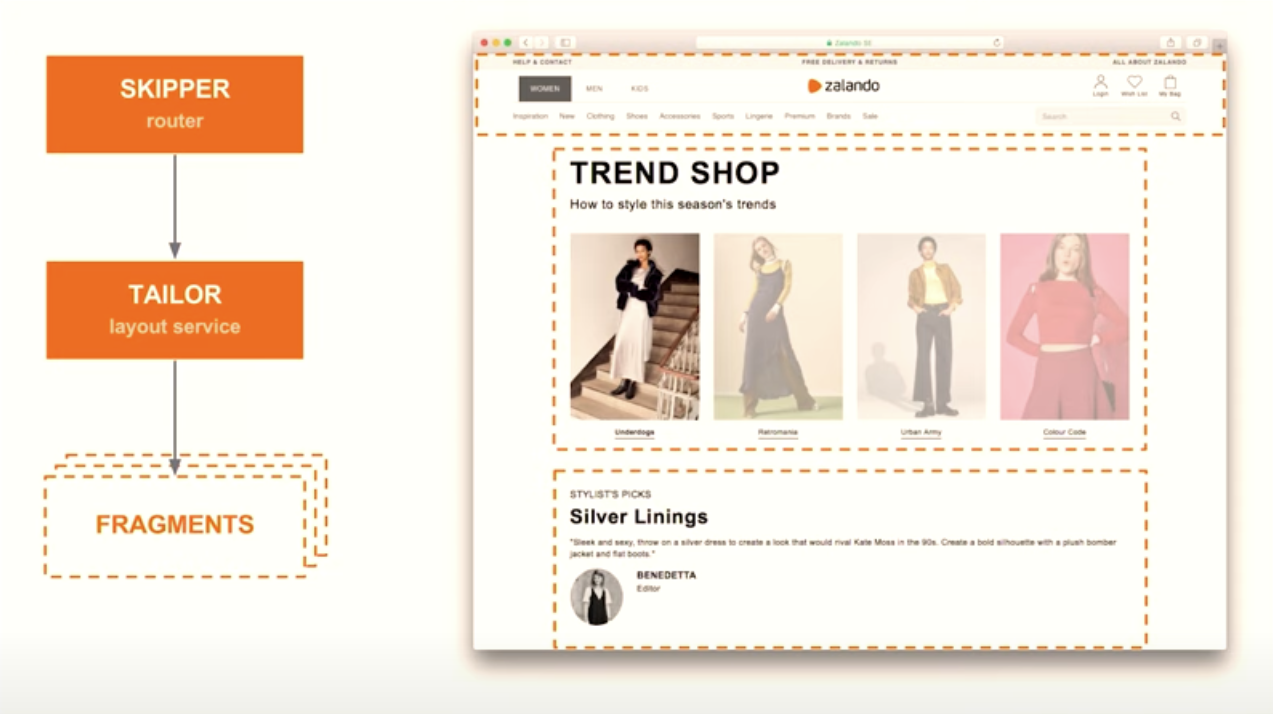 SKIPPER
router
TAILOR
layout service
FRAGMENTS
Zalando SE
HELP & CONTACT
FREE DELIVERY & RETURNS
ALL ABOUT ZALANDO
WOMEN MEN KIDS
zalando
Login Wish List My Bag
Inspiration New Clothing Shoes Accessories Sports Lingerie Premium Brands Sale
Search
TREND SHOP
How to style this season's trends
Underdogs Retromania Urban Army Colour Code
STYLIST'S PICKS
Silver Linings
"Sleek and sexy, throw on a silver dress to create a look that would rival Kate Moss in the 90s. Create a bold silhouette with a plush bomber
jacket and flat boots."
BENEDETTA
Editor